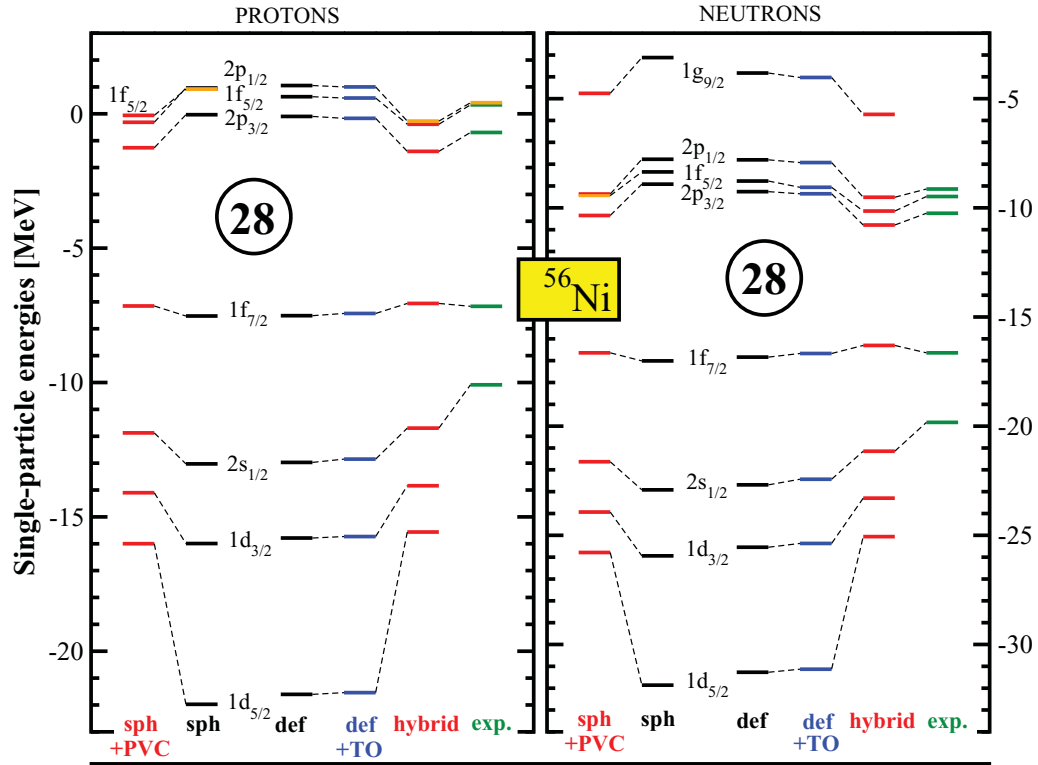 PROTONS
NEUTRONS
Single-particle energies [MeV]
0
-5
-10
-15
-20
1f5/2
2p1/2
1f5/2
2p3/2
28
1f7/2
2s1/2
1d3/2
1d5/2
sph
+PVC
sph
def
def
+TO
hybrid
exp.
56Ni
1g9/2
2p1/2
1f5/2
2p3/2
28
1f7/2
2s1/2
1d3/2
1d5/2
sph
+PVC
sph
def
def
+TO
hybrid
exp.
-5
-10
-15
-20
-25
-30